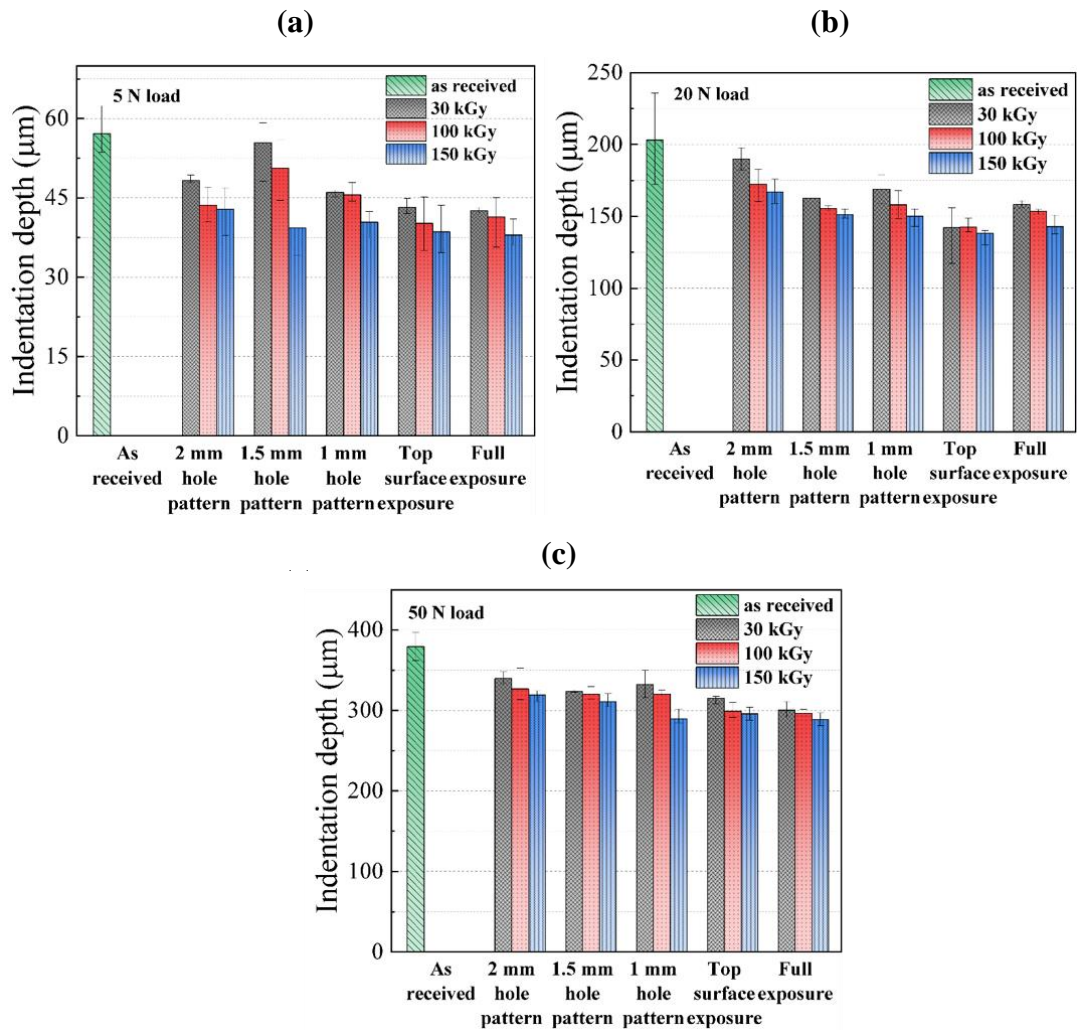 (a)
5 N load
as received
30 kGy
100 kGy
150 kGy
Indentation depth (μm)
60
45
30
15
0
As 2 mm 1.5 mm 1 mm Top Full
received hole hole hole surface exposure
pattern pattern pattern exposure
(b)
20 N load
as received
30 kGy
100 kGy
150 kGy
Indentation depth (μm)
250
200
150
100
50
0
As 2 mm 1.5 mm 1 mm Top Full
received hole hole hole surface exposure
pattern pattern pattern exposure
(c)
50 N load
as received
30 kGy
100 kGy
150 kGy
Indentation depth (μm)
400
300
200
100
0
As 2 mm 1.5 mm 1 mm Top Full
received hole hole hole surface exposure
pattern pattern pattern exposure